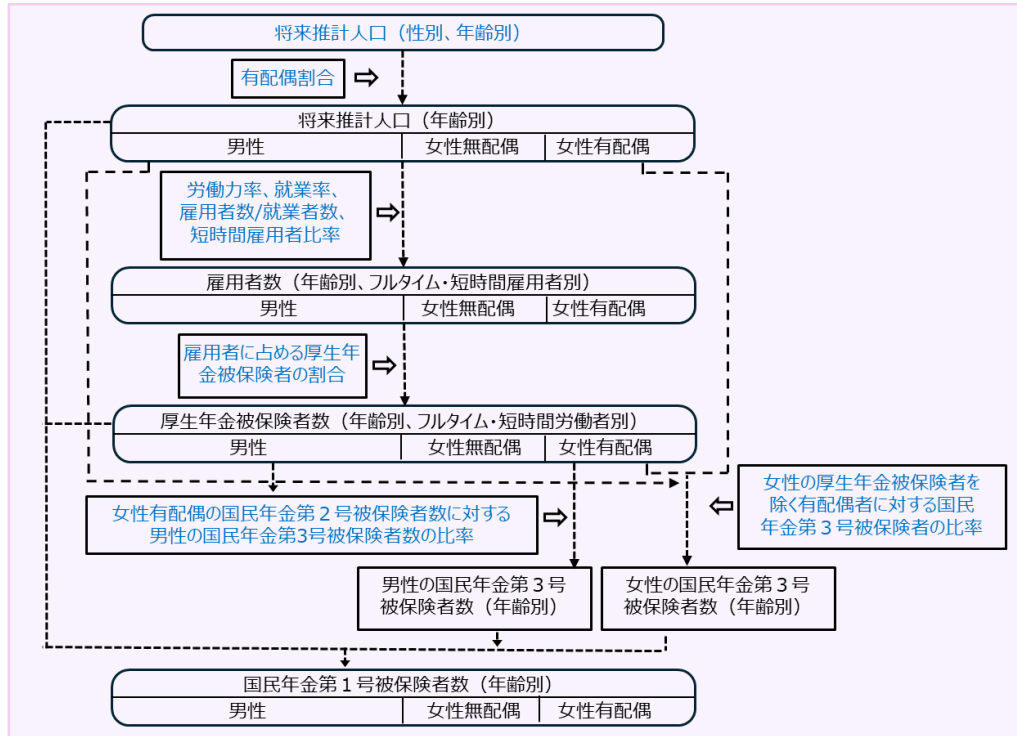 将来推計人口（性別、年齢別）
有配偶割合
将来推計人口（年齢別）
男性 女性無配偶 女性有配偶
労働力率、就業率、
雇用者数/就業者数、
短時間雇用者比率
雇用者数（年齢別、フルタイム・短時間雇用者別）
男性 女性無配偶 女性有配偶
雇用者に占める厚生年
金被保険者の割合
厚生年金被保険者数（年齢別、フルタイム・短時間労働者別）
男性 女性無配偶 女性有配偶
女性有配偶の国民年金第２号被保険者数に対する
男性の国民年金第3号被保険者数の比率
女性の厚生年金被保険者を
除く有配偶者に対する国民
年金第３号被保険者の比率
男性の国民年金第３号
被保険者数（年齢別）
女性の国民年金第３号
被保険者数（年齢別）
国民年金第１号被保険者数（年齢別）
男性 女性無配偶 女性有配偶